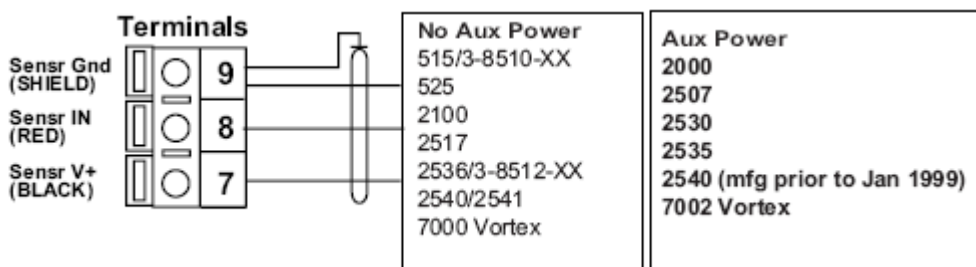 Terminals
Sensr Gnd
(SHIELD)
9
Sensr IN
(RED)
8
Sensr V+
(BLACK)
7
No Aux Power
515/3-8510-XX
525
2100
2517
2536/3-8512-XX
2540/2541
7000 Vortex
Aux Power
2000
2507
2530
2535
2540 (mfg prior to Jan 1999)
7002 Vortex